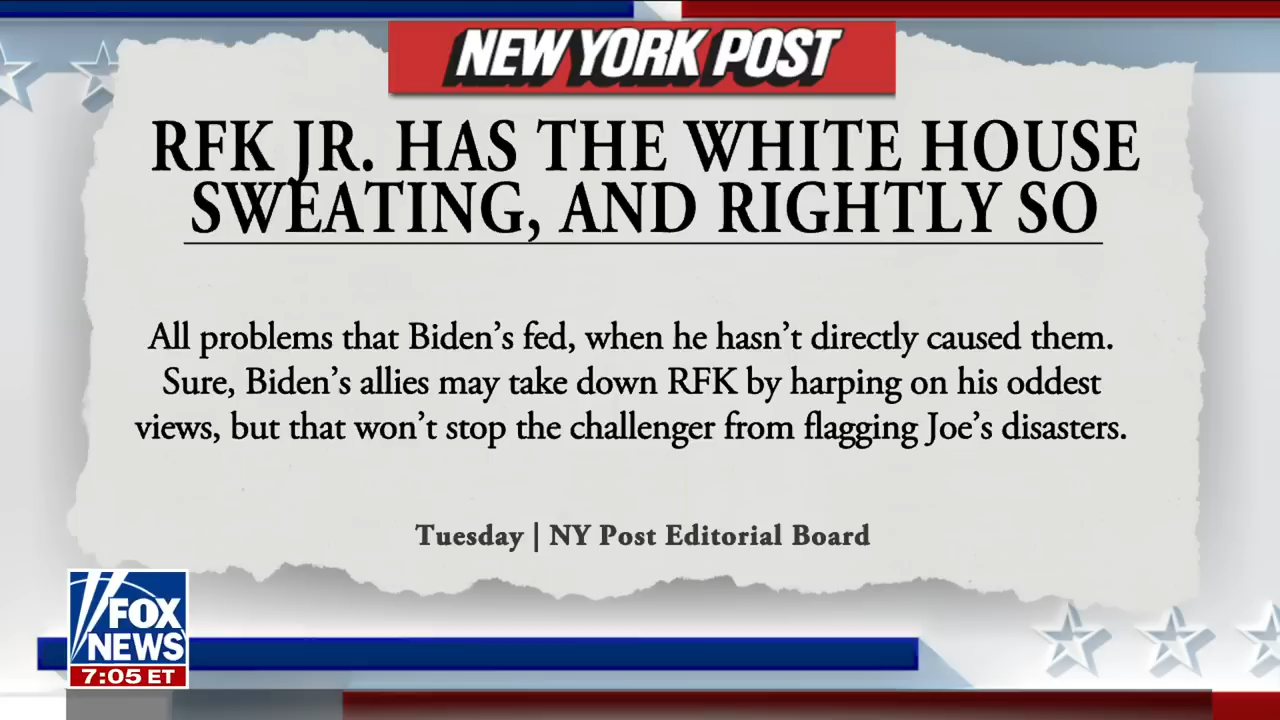 NEW YORK POST
RFK JR. HAS THE WHITE HOUSE
SWEATING, AND RIGHTLY SO
All problems that Biden's fed, when he hasn't directly caused them.
Sure, Biden's allies may take down RFK by harping on his oddest
views, but that won't stop the challenger from flagging Joe's disasters.
Tuesday | NY Post Editorial Board
FOX
NEWS
7:05 ET